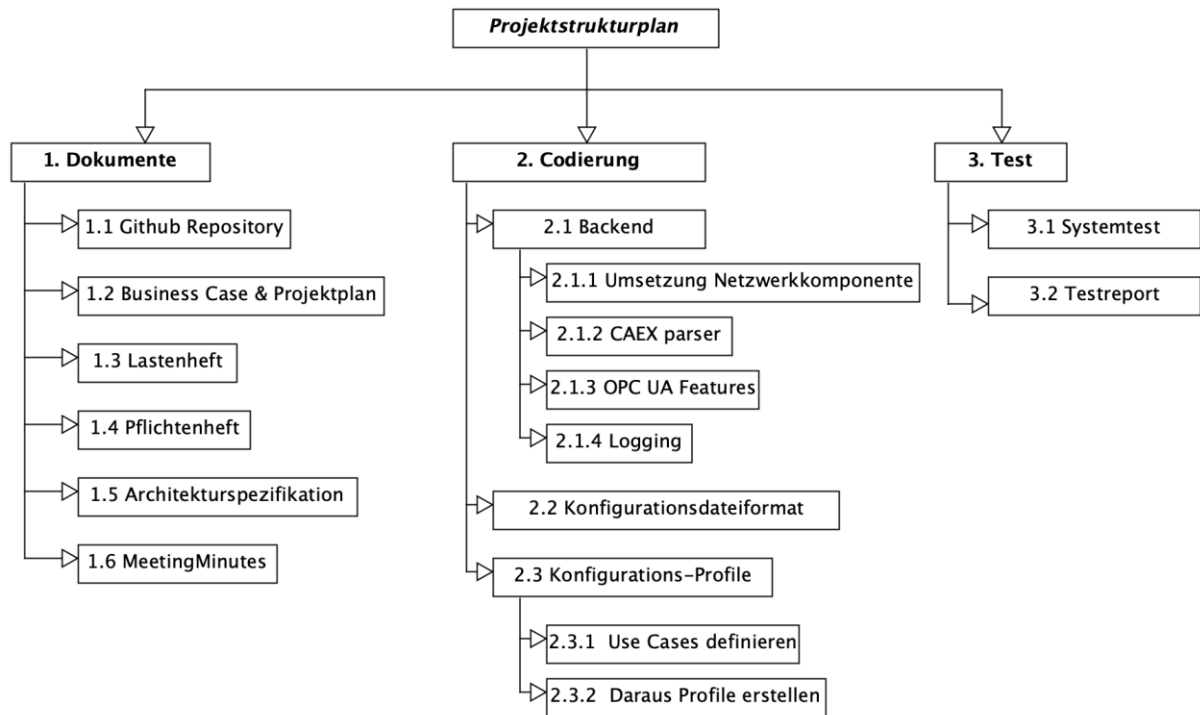 Projektstrukturplan
1. Dokumente
1.1 Github Repository
1.2 Business Case & Projektplan
1.3 Lastenheft
1.4 Pflichtenheft
1.5 Architekturspezifikation
1.6 MeetingMinutes
2. Codierung
2.1 Backend
2.1.1 Umsetzung Netzwerkkomponente
2.1.2 CAEX parser
2.1.3 OPC UA Features
2.1.4 Logging
2.2 Konfigurationsdateiformat
2.3 Konfigurations-Profile
2.3.1 Use Cases definieren
2.3.2 Daraus Profile erstellen
3. Test
3.1 Systemtest
3.2 Testreport